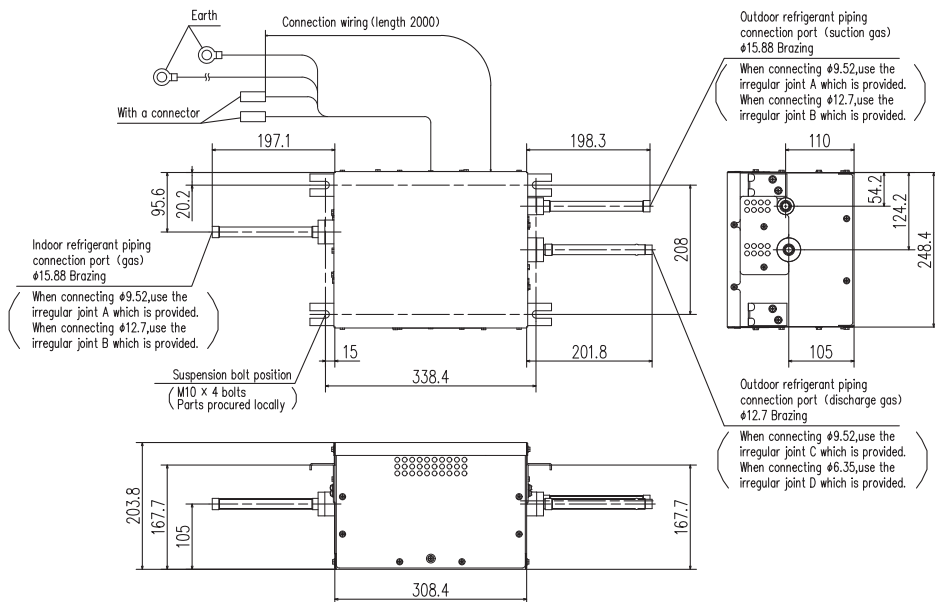 Earth
Connection wiring (length 2000)
With a connector
197.1
198.3
95.6
20.2
208
15
338.4
201.8
Outdoor refrigerant piping
connection port (suction gas)
φ15.88 Brazing
When connecting φ9.52,use the
irregular joint A which is provided.
When connecting φ12.7,use the
irregular joint B which is provided.
110
54.2
124.2
248.4
105
Indoor refrigerant piping
connection port (gas)
φ15.88 Brazing
When connecting φ9.52,use the
irregular joint A which is provided.
When connecting φ12.7,use the
irregular joint B which is provided.
Suspension bolt position
(M10 × 4 bolts
Parts procured locally)
Outdoor refrigerant piping
connection port (discharge gas)
φ12.7 Brazing
When connecting φ9.52,use the
irregular joint C which is provided.
When connecting φ6.35,use the
irregular joint D which is provided.
203.8
167.7
105
167.7
308.4